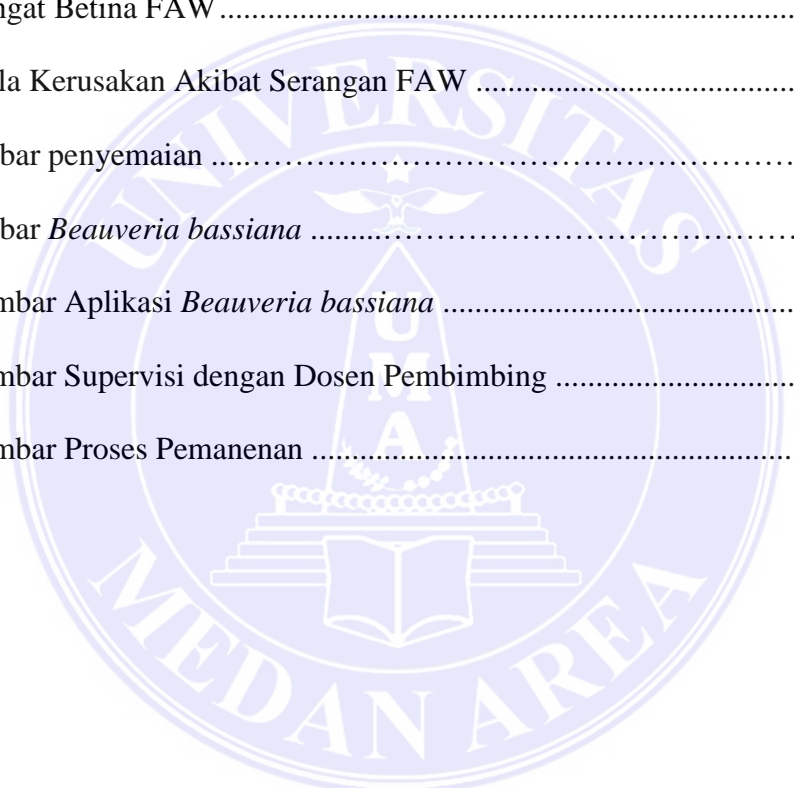 ngat Betina FAW ........................................................................
la Kerusakan Akibat Serangan FAW ........................................
bar penyemaian .....…………………………………………………
bar Beauveria bassiana .........……………………………………
mbar Aplikasi Beauveria bassiana ............................................
mbar Supervisi dengan Dosen Pembimbing ..............................
mbar Proses Pemanenan ............................................................
UNIVERSITAS
UMA
MEDAN AREA